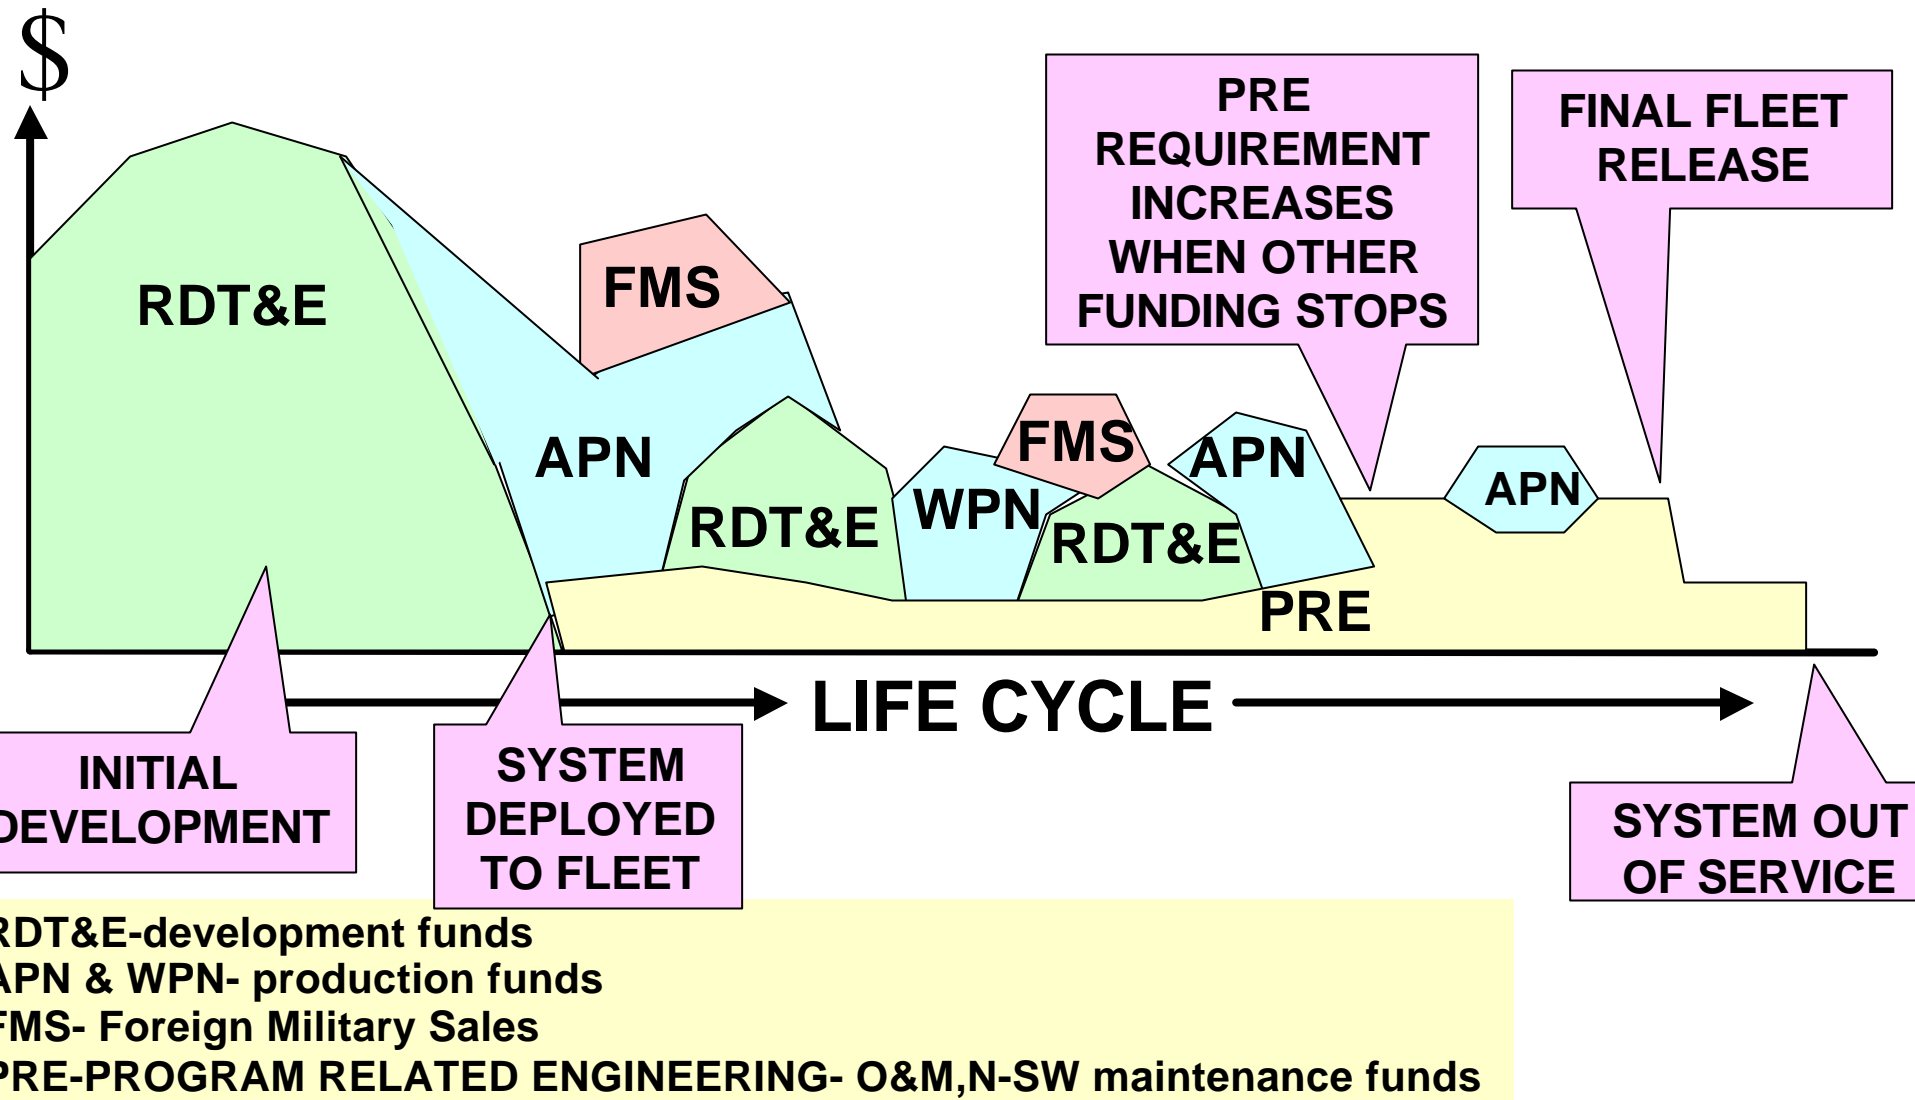 $
PRE
REQUIREMENT
INCREASES
WHEN OTHER
FUNDING STOPS
FINAL FLEET
RELEASE
RDT&E
FMS
APN
RDT&E
WPN
FMS
RDT&E
APN
APN
PRE
LIFE CYCLE
INITIAL
DEVELOPMENT
SYSTEM
DEPLOYED
TO FLEET
SYSTEM OUT
OF SERVICE
RDT&E-development funds
APN & WPN- production funds
FMS- Foreign Military Sales
PRE-PROGRAM RELATED ENGINEERING- O&M,N-SW maintenance funds